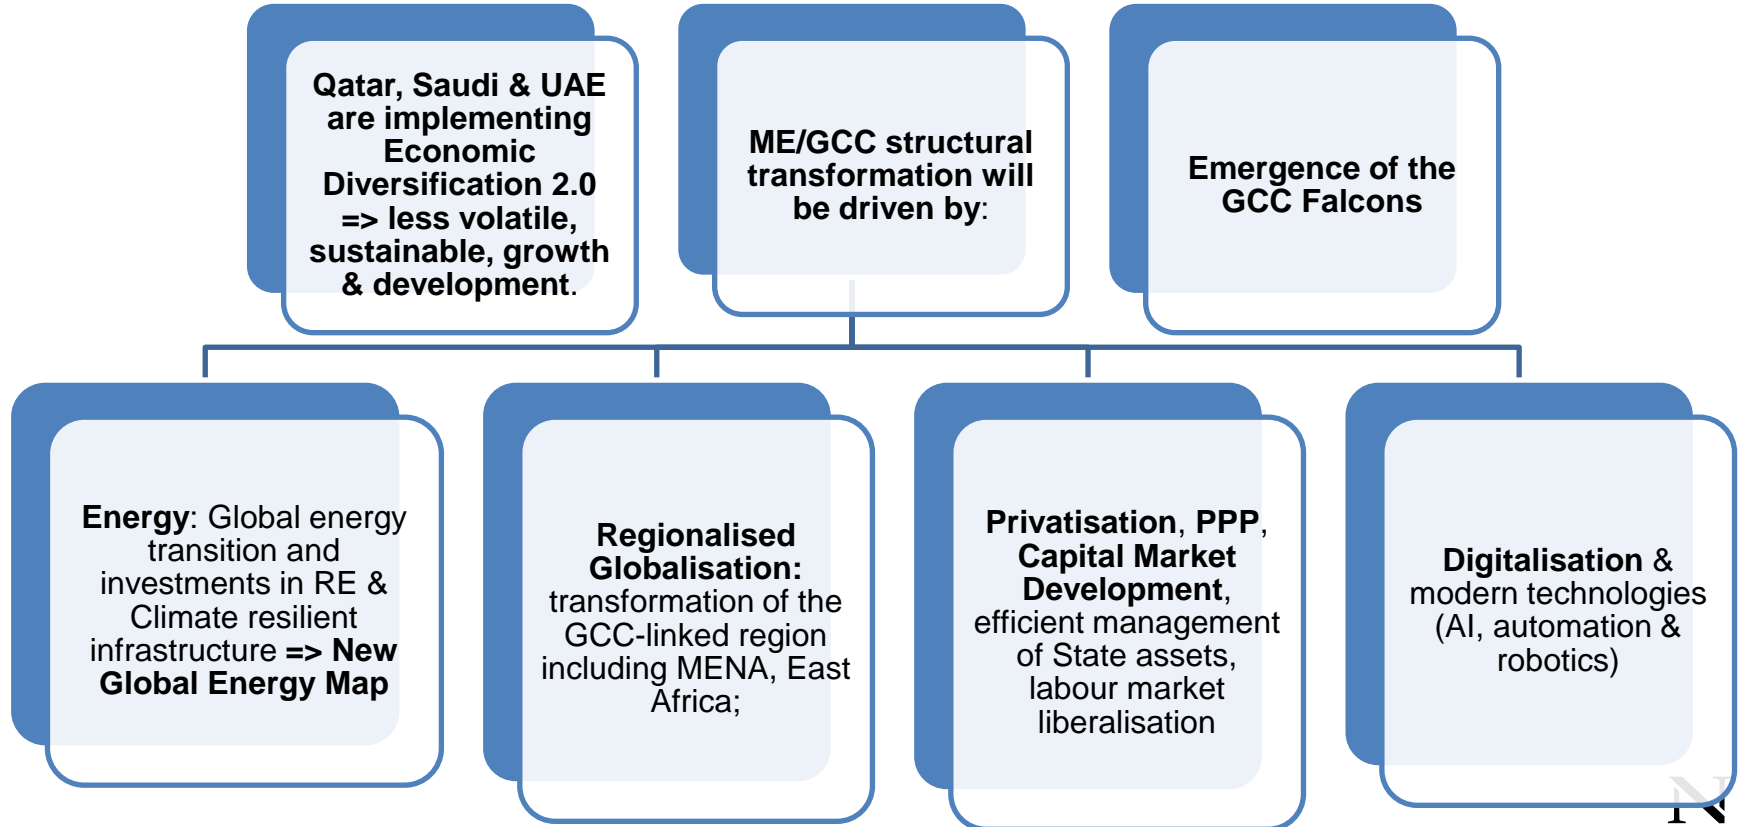 Qatar, Saudi & UAE
are implementing
Economic
Diversification 2.0
=> less volatile,
sustainable, growth
& development.
ME/GCC structural
transformation will
be driven by:
Emergence of the
GCC Falcons
Energy: Global energy
transition and
investments in RE &
Climate resilient
infrastructure => New
Global Energy Map
Regionalised
Globalisation:
transformation of the
GCC-linked region
including MENA, East
Africa;
Privatisation, PPP,
Capital Market
Development,
efficient management
of State assets,
labour market
liberalisation
Digitalisation &
modern technologies
(AI, automation &
robotics)
N